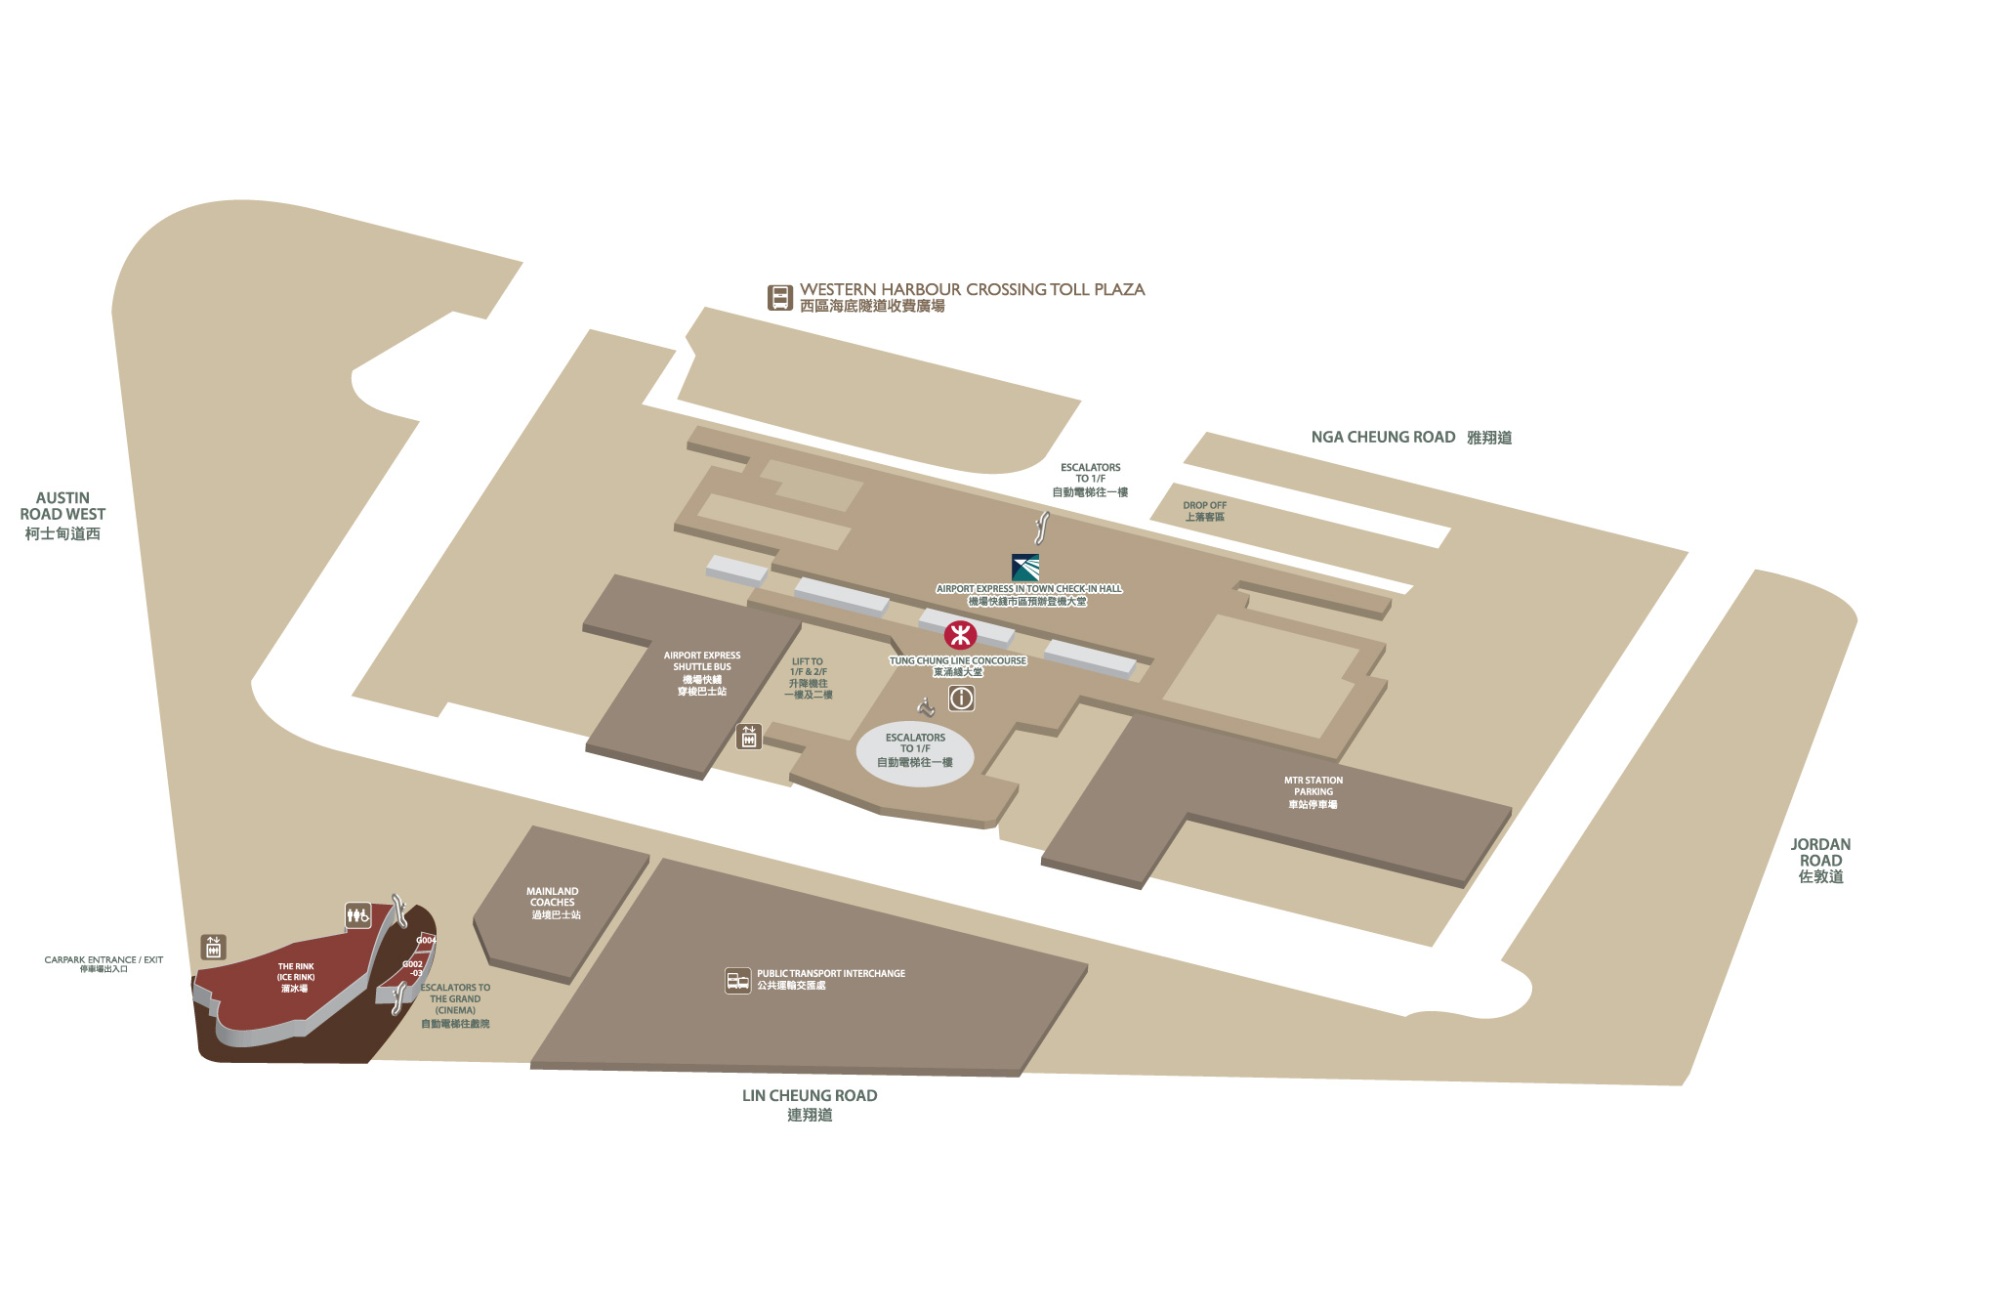 WESTERN HARBOUR CROSSING TOLL PLAZA
西區海底隧道收費廣場
NGA CHEUNG ROAD 雅翔道
ESCALATORS
TO 1/F
自動電梯往一樓
DROP OFF
上落客區
AUSTIN
ROAD WEST
柯士甸道西
AIRPORT EXPRESS IN TOWN CHECK-IN HALL
機場快綫市區預辦登機大堂
TUNG CHUNG LINE CONCOURSE
東涌綫大堂
AIRPORT EXPRESS
SHUTTLE BUS
機場快綫
穿梭巴士站
LIFT TO
1/F & 2/F
升降機往
一樓及二樓
ESCALATORS
TO 1/F
自動電梯往一樓
MTR STATION
PARKING
車站停車場
JORDAN
ROAD
佐敦道
MAINLAND
COACHES
過境巴士站
CARPARK ENTRANCE / EXIT
停車場出入口
THE RINK
(ICE RINK)
溜冰場
G004
G002
-03
ESCALATORS TO
THE GRAND
(CINEMA)
自動電梯往戲院
PUBLIC TRANSPORT INTERCHANGE
公共運輸交匯處
LIN CHEUNG ROAD
連翔道